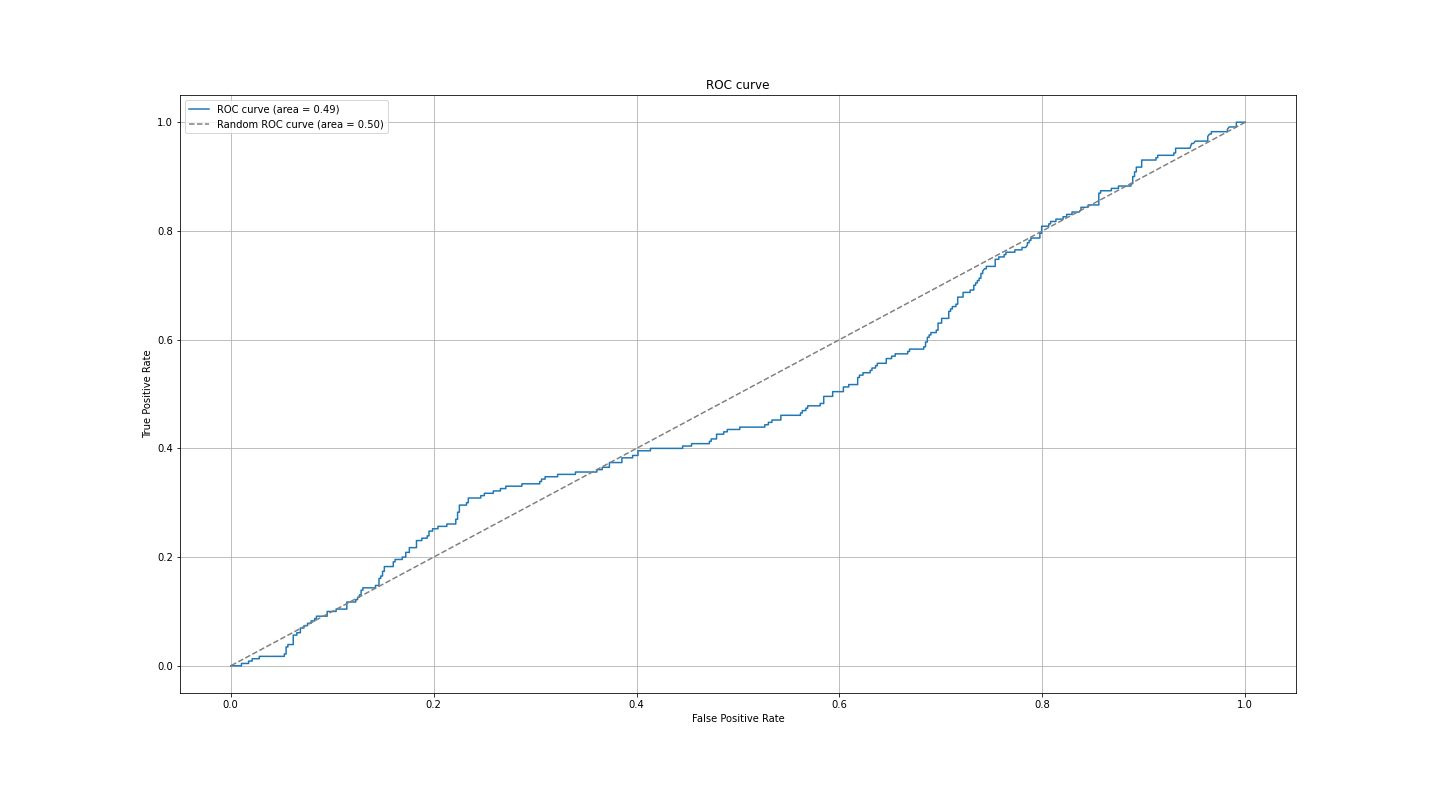 ROC curve
ROC curve (area = 0.49)
Random ROC curve (area = 0.50)
1.0
0.8
0.6
0.4
0.2
0.0
True Positive Rate
0.0 0.2 0.4 0.6 0.8 1.0
False Positive Rate